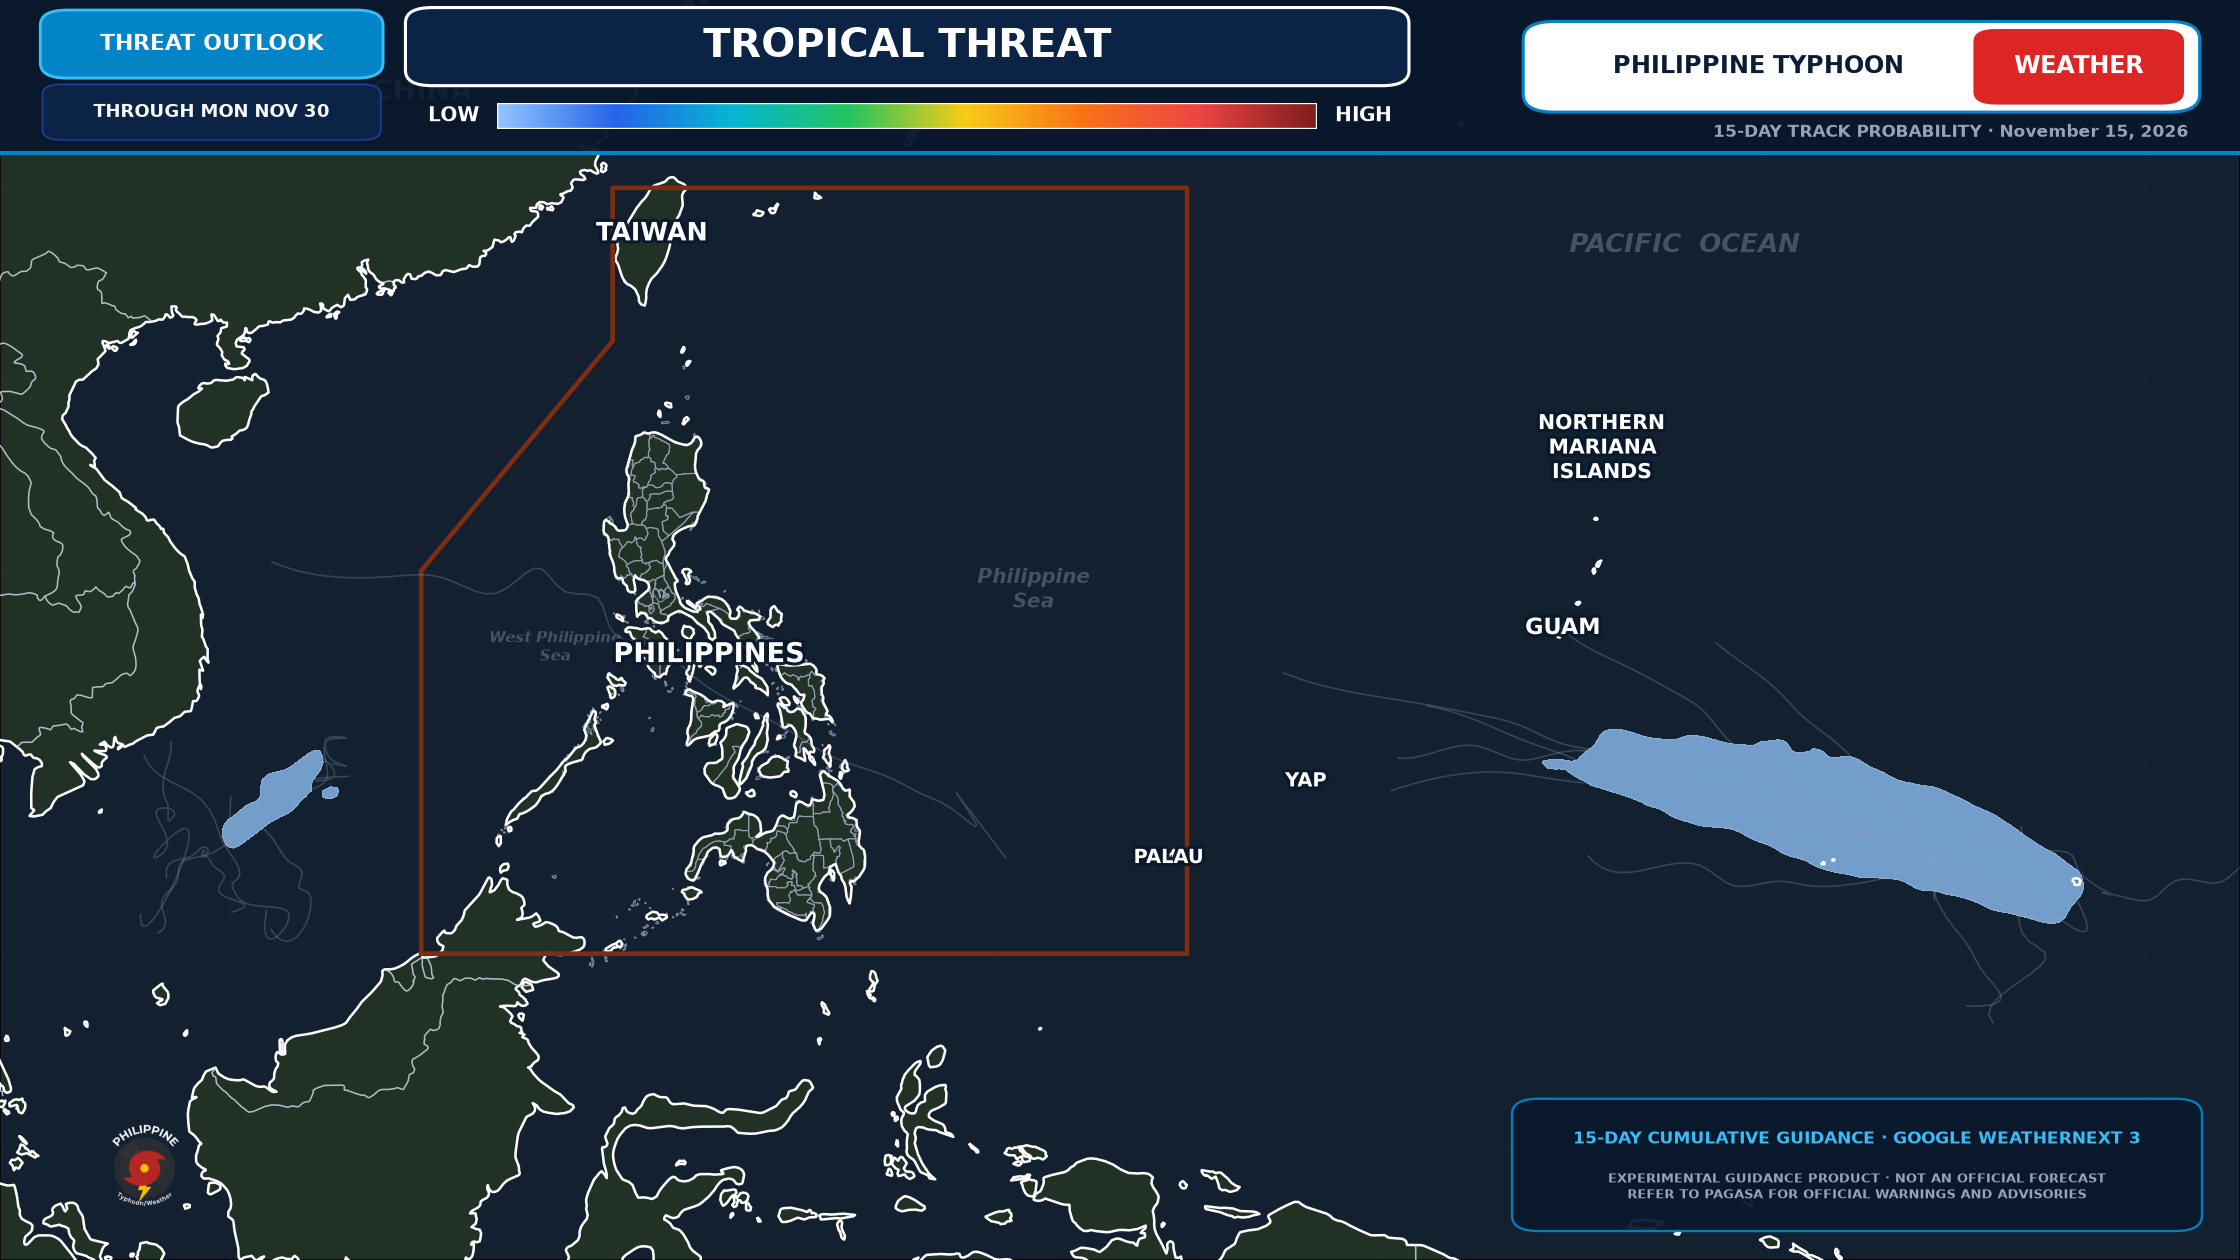 THREAT OUTLOOK
THROUGH MON NOV 30
TROPICAL THREAT
LOW
HIGH
PHILIPPINE TYPHOON
WEATHER
15-DAY TRACK PROBABILITY · November 15, 2026
CHINA
TAIWAN
PACIFIC OCEAN
NORTHERN
MARIANA
ISLANDS
Philippine
Sea
GUAM
West Philippine
Sea
PHILIPPINES
YAP
PALAU
PHILIPPINE
Typhoon/Weather
15-DAY CUMULATIVE GUIDANCE · GOOGLE WEATHERNEXT 3
EXPERIMENTAL GUIDANCE PRODUCT · NOT AN OFFICIAL FORECAST
REFER TO PAGASA FOR OFFICIAL WARNINGS AND ADVISORIES